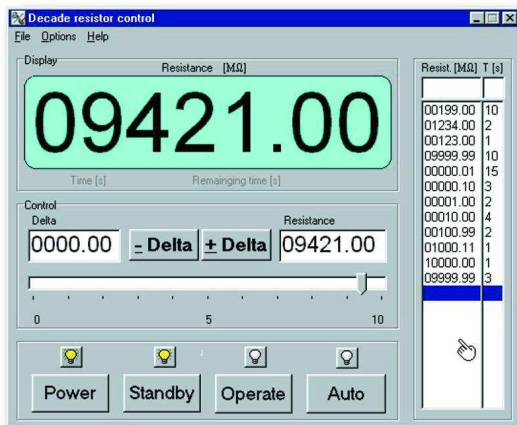 Decade resistor control
File Options Help
Display
Resistance [MΩ]
09421.00
Time [s] Remainging time [s]
Control
Delta Resistance
0000.00 - Delta + Delta 09421.00
0 5 10
Power Standby Operate Auto
Resist. [MΩ] T [s]
00199.00 10
01234.00 2
00123.00 1
09999.99 10
00000.01 15
00000.10 3
00001.00 2
00010.00 4
00100.99 2
01000.11 1
10000.00 1
09999.99 3